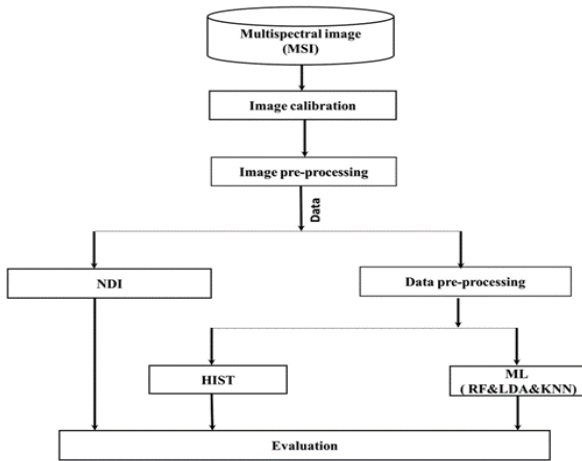 Multispectral image
(MSI)
Image calibration
Image pre-processing
Data
NDI
Data pre-processing
HIST
ML
( RF&LDA&KNN)
Evaluation